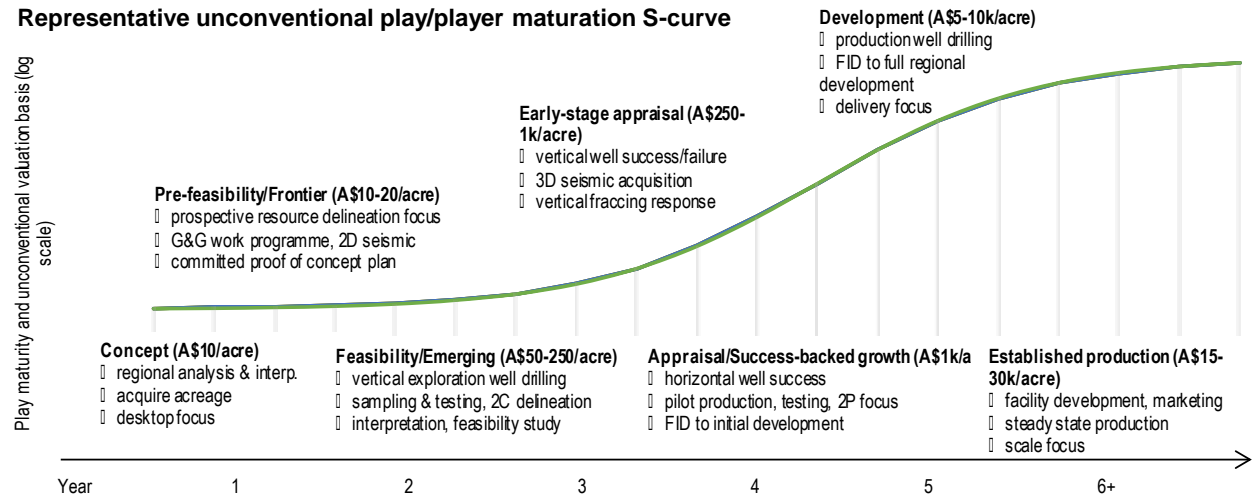 Representative unconventional play/player maturation S-curve
Play maturity and unconventional valuation basis (log
scale)
Concept (A$10/acre)
regional analysis & interp.
acquire acreage
desktop focus
Pre-feasibility/Frontier (A$10-20/acre)
prospective resource delineation focus
G&G work programme, 2D seismic
committed proof of concept plan
Feasibility/Emerging (A$50-250/acre)
vertical exploration well drilling
sampling & testing, 2C delineation
interpretation, feasibility study
Early-stage appraisal (A$250-
1k/acre)
vertical well success/failure
3D seismic acquisition
vertical fraccing response
Appraisal/Success-backed growth (A$1k/a
horizontal well success
pilot production, testing, 2P focus
FID to initial development
Development (A$5-10k/acre)
production well drilling
FID to full regional
development
delivery focus
Established production (A$15-
30k/acre)
facility development, marketing
steady state production
scale focus
Year 1 2 3 4 5 6+